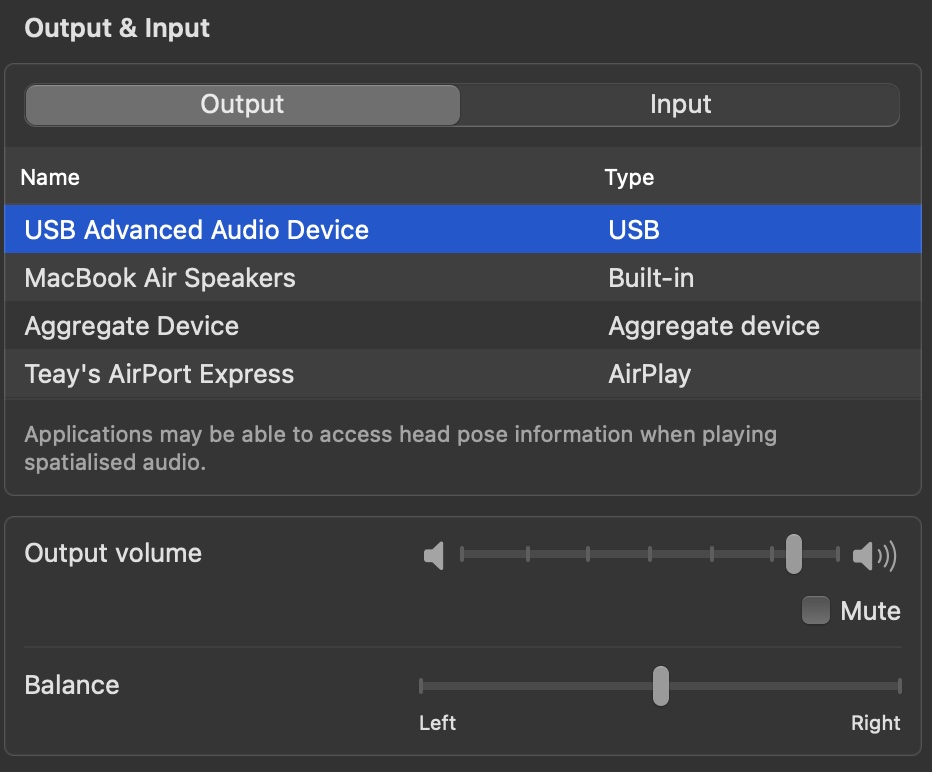 Output & Input
Output Input
Name Type
USB Advanced Audio Device USB
MacBook Air Speakers Built-in
Aggregate Device Aggregate device
Teay's AirPort Express AirPlay
Applications may be able to access head pose information when playing
spatialised audio.
Output volume
Mute
Balance
Left Right